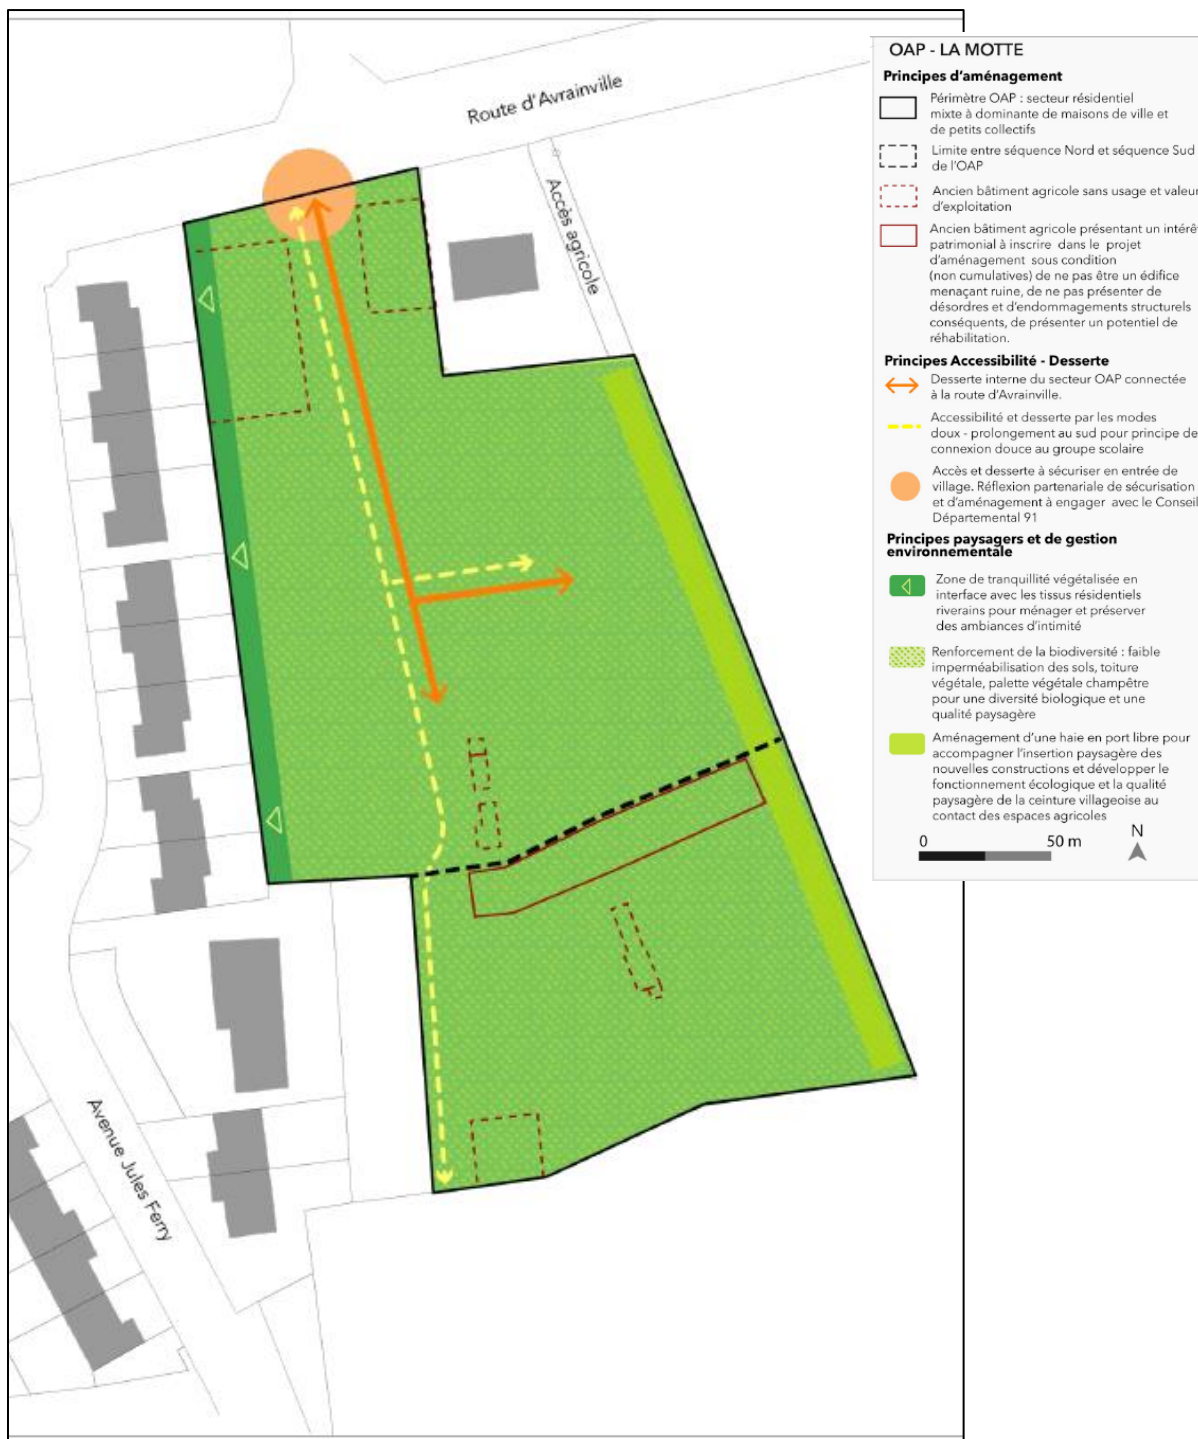 Route d'Avrainville
Accès agricole
Avenue Jules Ferry
OAP - LA MOTTE
Principes d'aménagement
Périmètre OAP : secteur résidentiel
mixte à dominante de maisons de ville et
de petits collectifs
Limite entre séquence Nord et séquence Sud
de l'OAP
Ancien bâtiment agricole sans usage et valeur
d'exploitation
Ancien bâtiment agricole présentant un intérêt
patrimonial à inscrire dans le projet
d'aménagement sous condition
(non cumulatives) de ne pas être un édifice
menaçant ruine, de ne pas présenter de
désordres et d'endommagements structurels
conséquents, de présenter un potentiel de
réhabilitation.
Principes Accessibilité - Desserte
Desserte interne du secteur OAP connectée
à la route d'Avrainville.
Accessibilité et desserte par les modes
doux - prolongement au sud pour principe de
connexion douce au groupe scolaire
Accès et desserte à sécuriser en entrée de
village. Réflexion partenariale de sécurisation
et d'aménagement à engager avec le Conseil
Départemental 91
Principes paysagers et de gestion
environnementale
Zone de tranquillité végétalisée en
interface avec les tissus résidentiels
riverains pour ménager et préserver
des ambiances d'intimité
Renforcement de la biodiversité : faible
imperméabilisation des sols, toiture
végétale, palette végétale champêtre
pour une diversité biologique et une
qualité paysagère
Aménagement d'une haie en port libre pour
accompagner l'insertion paysagère des
nouvelles constructions et développer le
fonctionnement écologique et la qualité
paysagère de la ceinture villageoise au
contact des espaces agricoles
0 50 m N